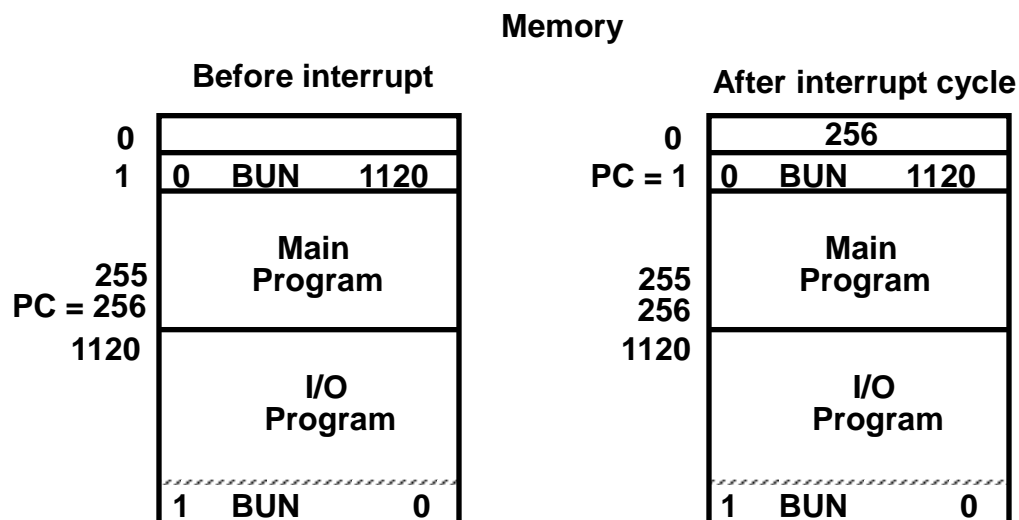 Memory
Before interrupt
0
1 0 BUN 1120
Main
Program
255
PC = 256
1120
I/O
Program
1 BUN 0
After interrupt cycle
0 256
PC = 1 0 BUN 1120
Main
Program
255
256
1120
I/O
Program
1 BUN 0